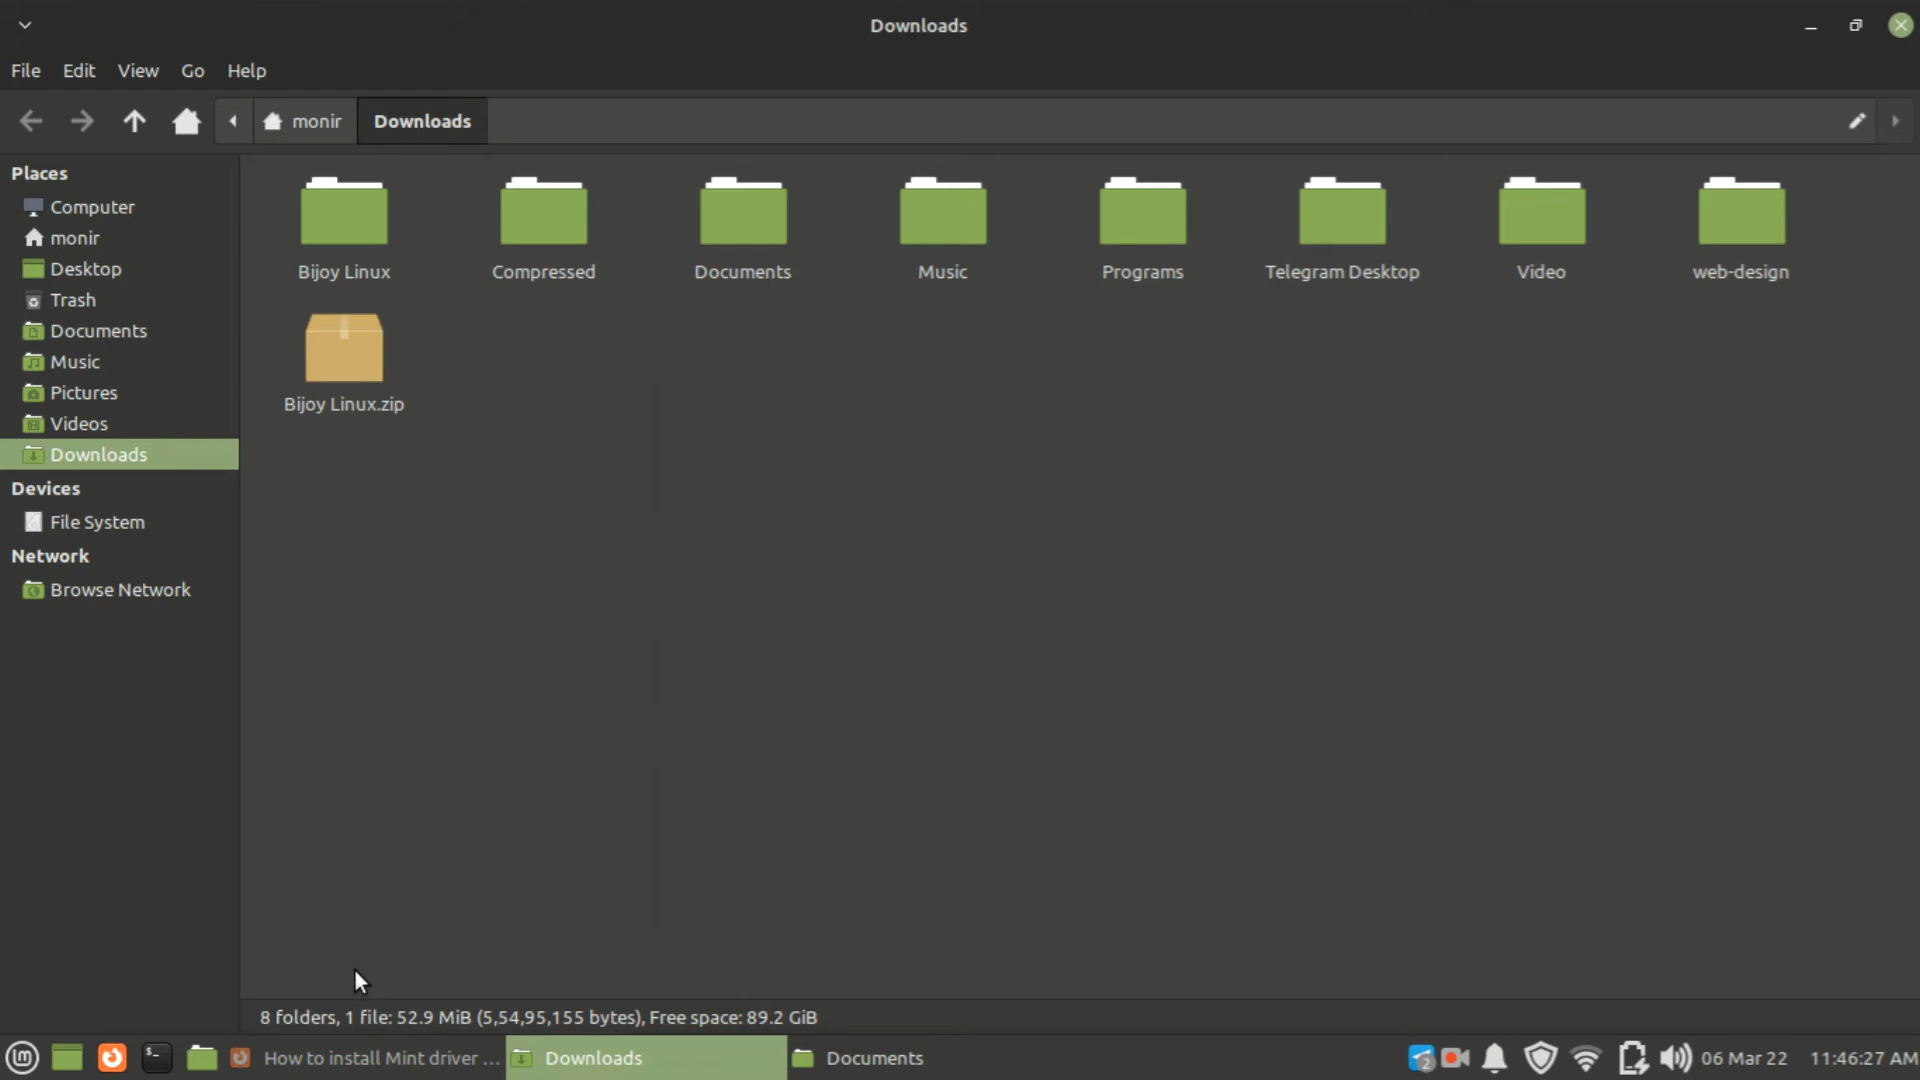 Downloads
File Edit View Go Help
monir Downloads
Places
Computer
monir
Desktop
Trash
Documents
Music
Pictures
Videos
Downloads
Devices
File System
Network
Browse Network
Bijoy Linux Compressed Documents Music Programs Telegram Desktop Video web-design
Bijoy Linux.zip
8 folders, 1 file: 52.9 MiB (5,54,95,155 bytes), Free space: 89.2 GiB
How to install Mint driver ... Downloads Documents 2 06 Mar 22 11:46:27 AM